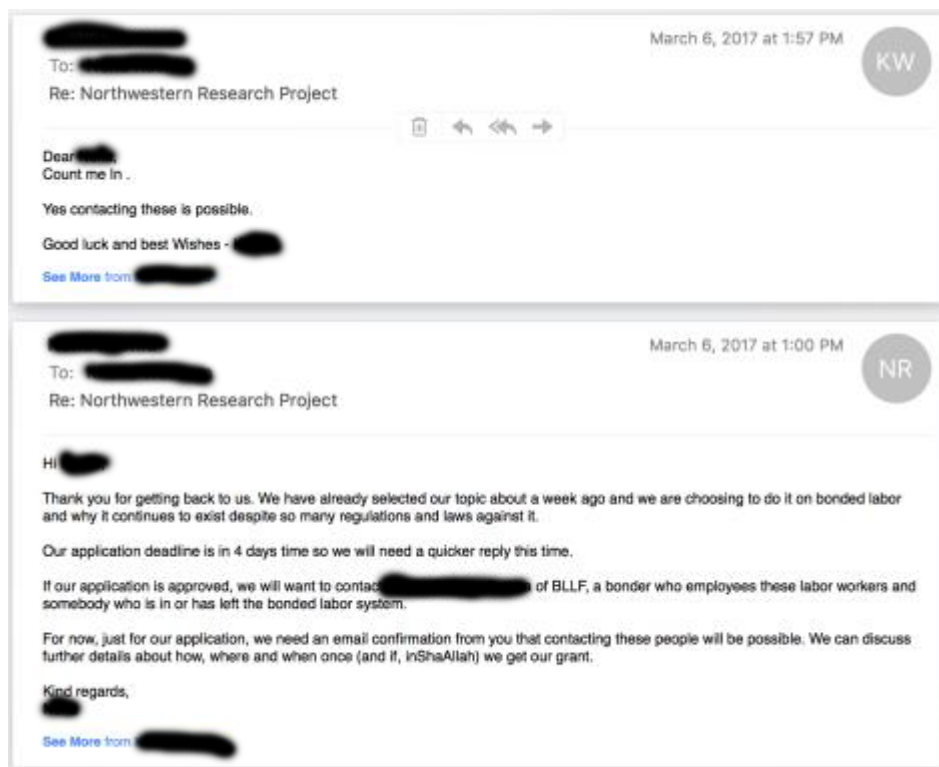 March 6, 2017 at 1:57 PM
KW
To:
Re: Northwestern Research Project
Dear
Count me In .
Yes contacting these is possible.
Good luck and best Wishes -
See More from
March 6, 2017 at 1:00 PM
NR
To:
Re: Northwestern Research Project
Hi
Thank you for getting back to us. We have already selected our topic about a week ago and we are choosing to do it on bonded labor
and why it continues to exist despite so many regulations and laws against it.
Our application deadline is in 4 days time so we will need a quicker reply this time.
If our application is approved, we will want to contac of BLLF, a bonder who employees these labor workers and
somebody who is in or has left the bonded labor system.
For now, just for our application, we need an email confirmation from you that contacting these people will be possible. We can discuss
further details about how, where and when once (and if, inShaAllah) we get our grant.
Kind regards,
See More from